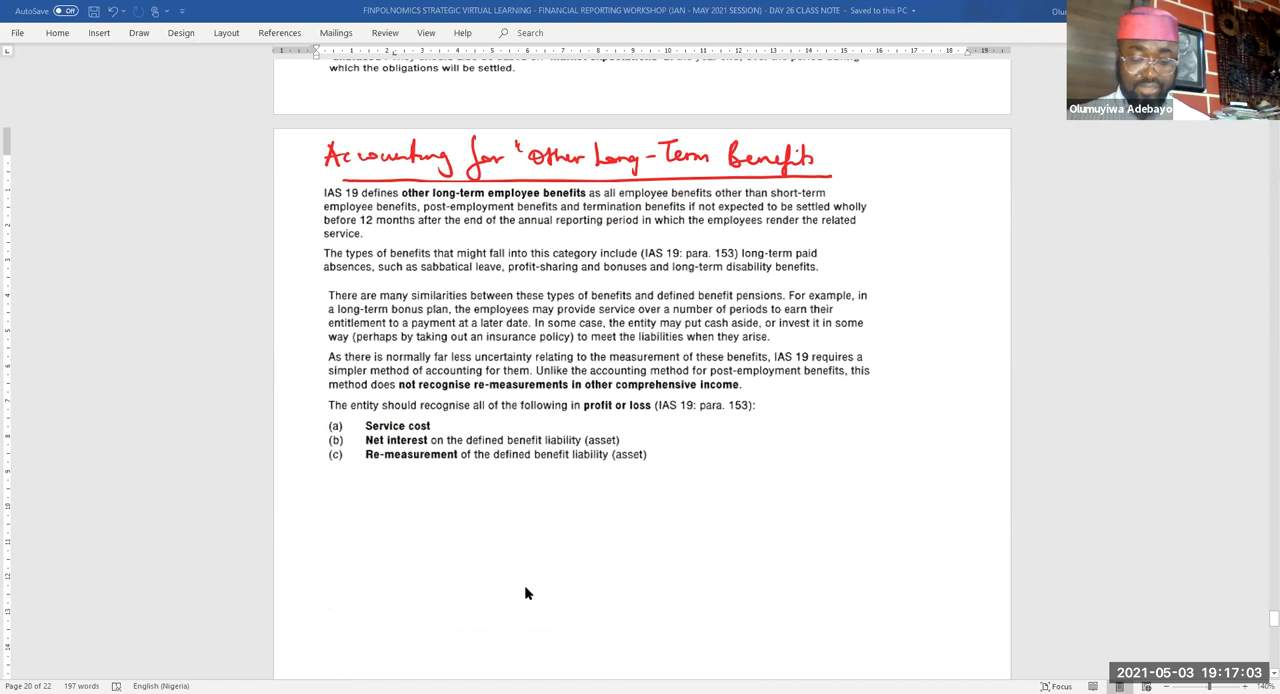 AutoSave Off
FINPOLNOMICS STRATEGIC VIRTUAL LEARNING - FINANCIAL REPORTING WORKSHOP (JAN - MAY 2021 SESSION) - DAY 26 CLASS NOTE - Saved to this PC
File Home Insert Draw Design Layout References Mailings Review View Help Search
Olumuyiwa Adebayo
which the obligations will be settled.
Accounting for 'Other Long-Term Benefits
IAS 19 defines other long-term employee benefits as all employee benefits other than short-term
employee benefits, post-employment benefits and termination benefits if not expected to be settled wholly
before 12 months after the end of the annual reporting period in which the employees render the related
service.
The types of benefits that might fall into this category include (IAS 19: para. 153) long-term paid
absences, such as sabbatical leave, profit-sharing and bonuses and long-term disability benefits.
There are many similarities between these types of benefits and defined benefit pensions. For example, in
a long-term bonus plan, the employees may provide service over a number of periods to earn their
entitlement to a payment at a later date. In some case, the entity may put cash aside, or invest it in some
way (perhaps by taking out an insurance policy) to meet the liabilities when they arise.
As there is normally far less uncertainty relating to the measurement of these benefits, IAS 19 requires a
simpler method of accounting for them. Unlike the accounting method for post-employment benefits, this
method does not recognise re-measurements in other comprehensive income.
The entity should recognise all of the following in profit or loss (IAS 19: para. 153):
(a) Service cost
(b) Net interest on the defined benefit liability (asset)
(c) Re-measurement of the defined benefit liability (asset)
2021-05-03 19:17:03
Page 20 of 22 197 words English (Nigeria) Focus 140%